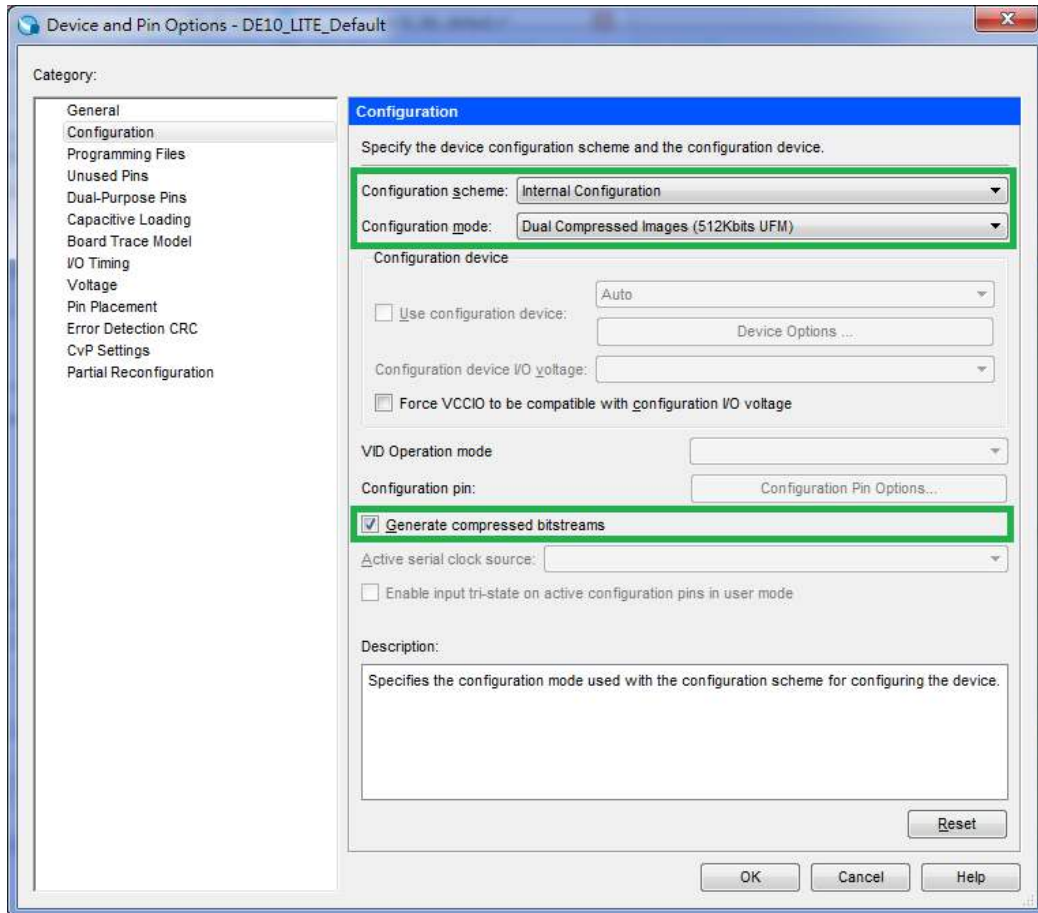 Device and Pin Options - DE10_LITE_Default
Category:
General
Configuration
Programming Files
Unused Pins
Dual-Purpose Pins
Capacitive Loading
Board Trace Model
I/O Timing
Voltage
Pin Placement
Error Detection CRC
CvP Settings
Partial Reconfiguration
Configuration
Specify the device configuration scheme and the configuration device.
Configuration scheme: Internal Configuration
Configuration mode: Dual Compressed Images (512Kbits UFM)
Configuration device
Use configuration device: Auto
Device Options ...
Configuration device I/O voltage:
Force VCCIO to be compatible with configuration I/O voltage
VID Operation mode
Configuration pin: Configuration Pin Options...
Generate compressed bitstreams
Active serial clock source:
Enable input tri-state on active configuration pins in user mode
Description:
Specifies the configuration mode used with the configuration scheme for configuring the device.
Reset
OK Cancel Help